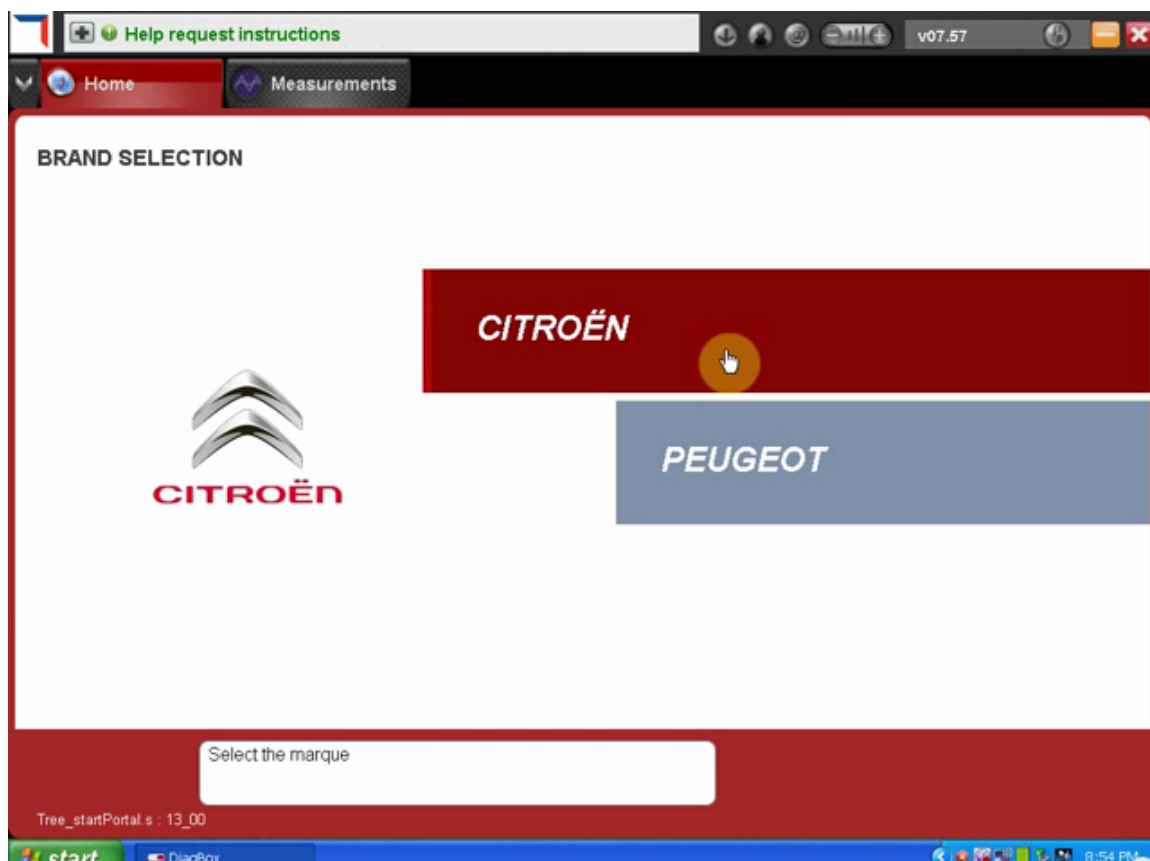 Help request instructions
v07.57
Home
Measurements
BRAND SELECTION
CITROËN
CITROËN
PEUGEOT
Select the marque
Tree_startPortal.s : 13_00
start
DiagBox
8:54 PM